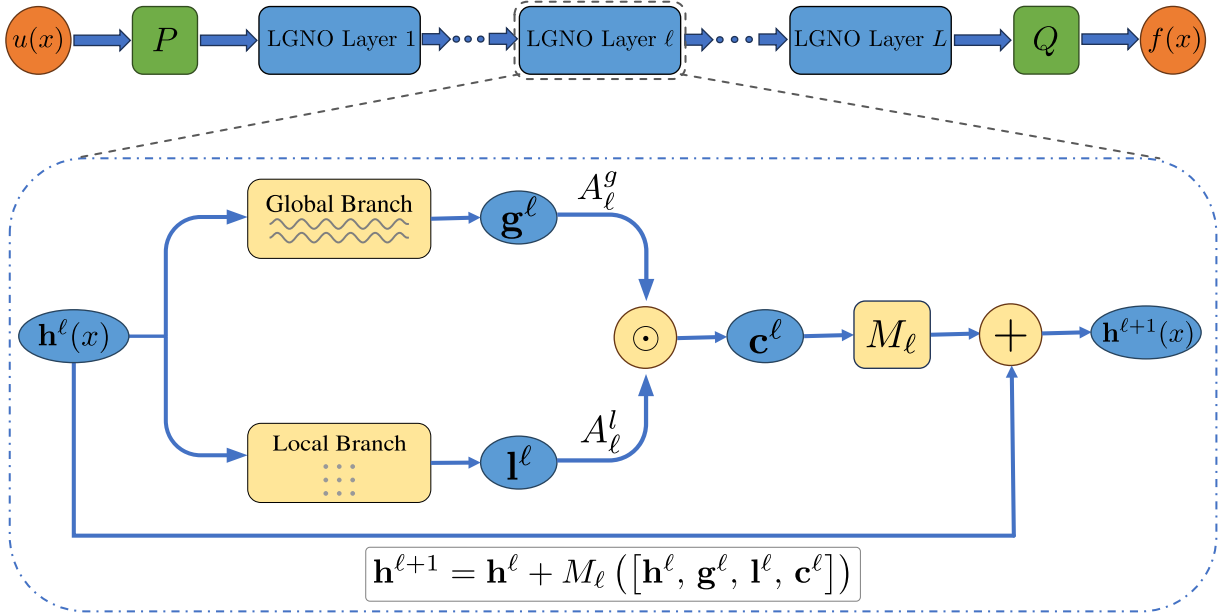 u(x)
P
LGNO Layer 1
LGNO Layer ℓ
LGNO Layer L
Q
f(x)
Global Branch
g^ℓ
A_ℓ^g
h^ℓ(x)
⊙
c^ℓ
M_ℓ
+
h^{ℓ+1}(x)
Local Branch
l^ℓ
A_ℓ^l
h^{ℓ+1} = h^ℓ + M_ℓ ([h^ℓ, g^ℓ, l^ℓ, c^ℓ])